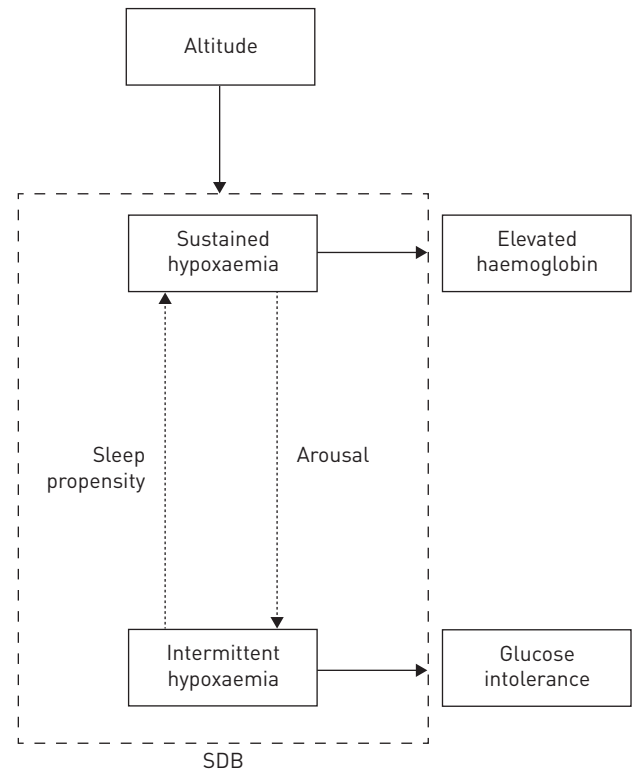 Altitude
Sustained
hypoxaemia
Elevated
haemoglobin
Sleep
propensity
Arousal
Intermittent
hypoxaemia
Glucose
intolerance
SDB